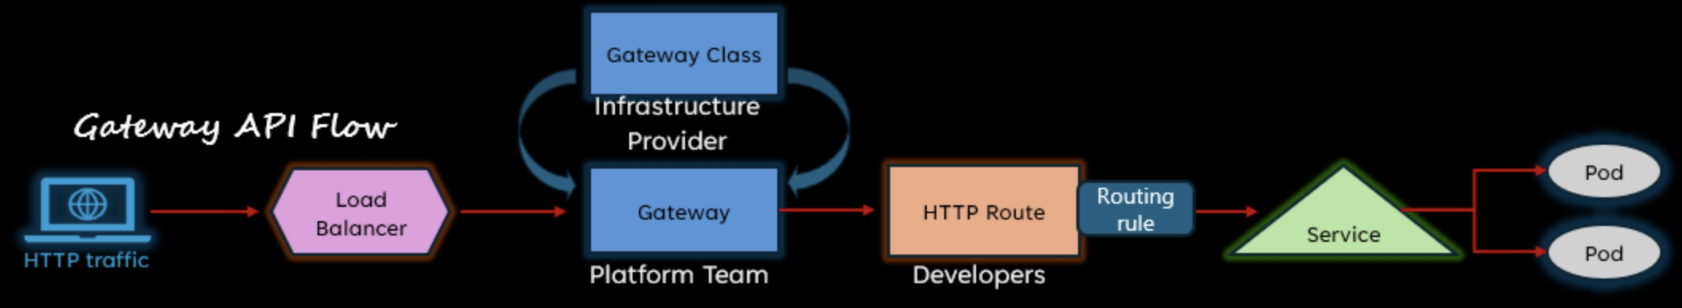 Gateway API Flow
HTTP traffic
Load
Balancer
Gateway Class
Infrastructure
Provider
Gateway
Platform Team
HTTP Route
Developers
Routing
rule
Service
Pod
Pod